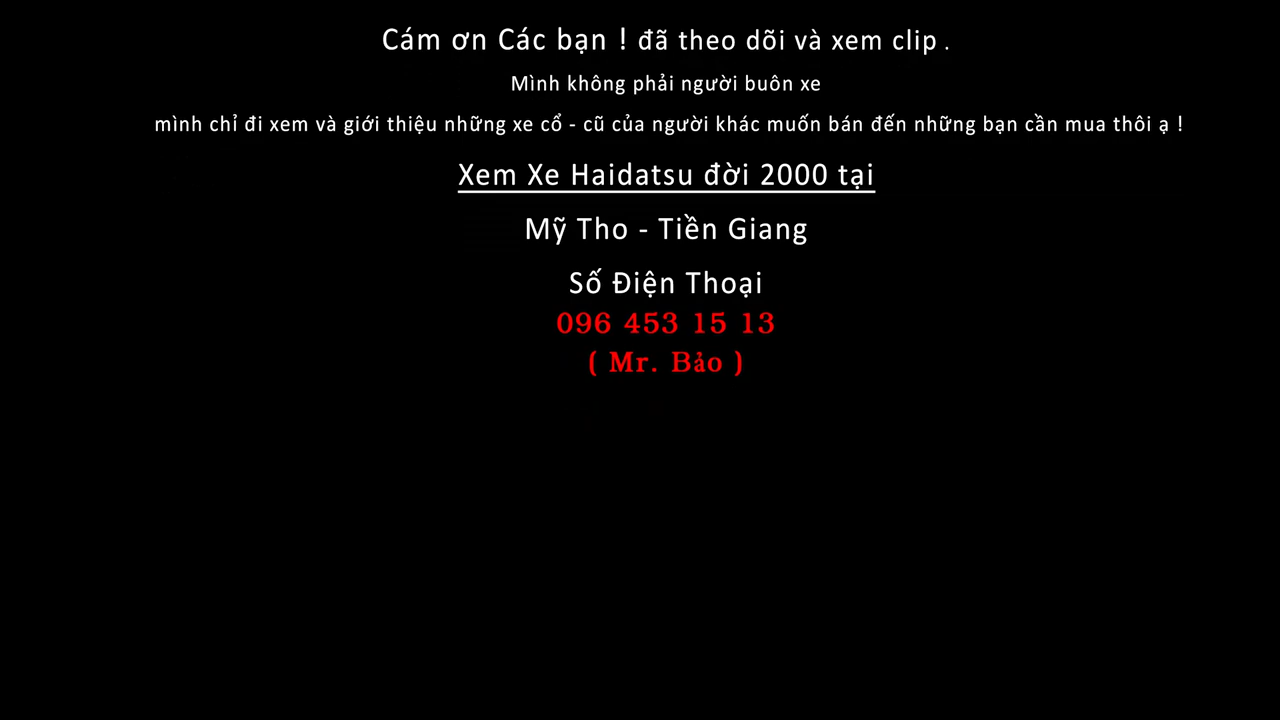 Cám ơn Các bạn ! đã theo dõi và xem clip .
Mình không phải người buôn xe
mình chỉ đi xem và giới thiệu những xe cổ - cũ của người khác muốn bán đến những bạn cần mua thôi ạ !
Xem Xe Haidatsu đời 2000 tại
Mỹ Tho - Tiền Giang
Số Điện Thoại
096 453 15 13
( Mr. Bảo )